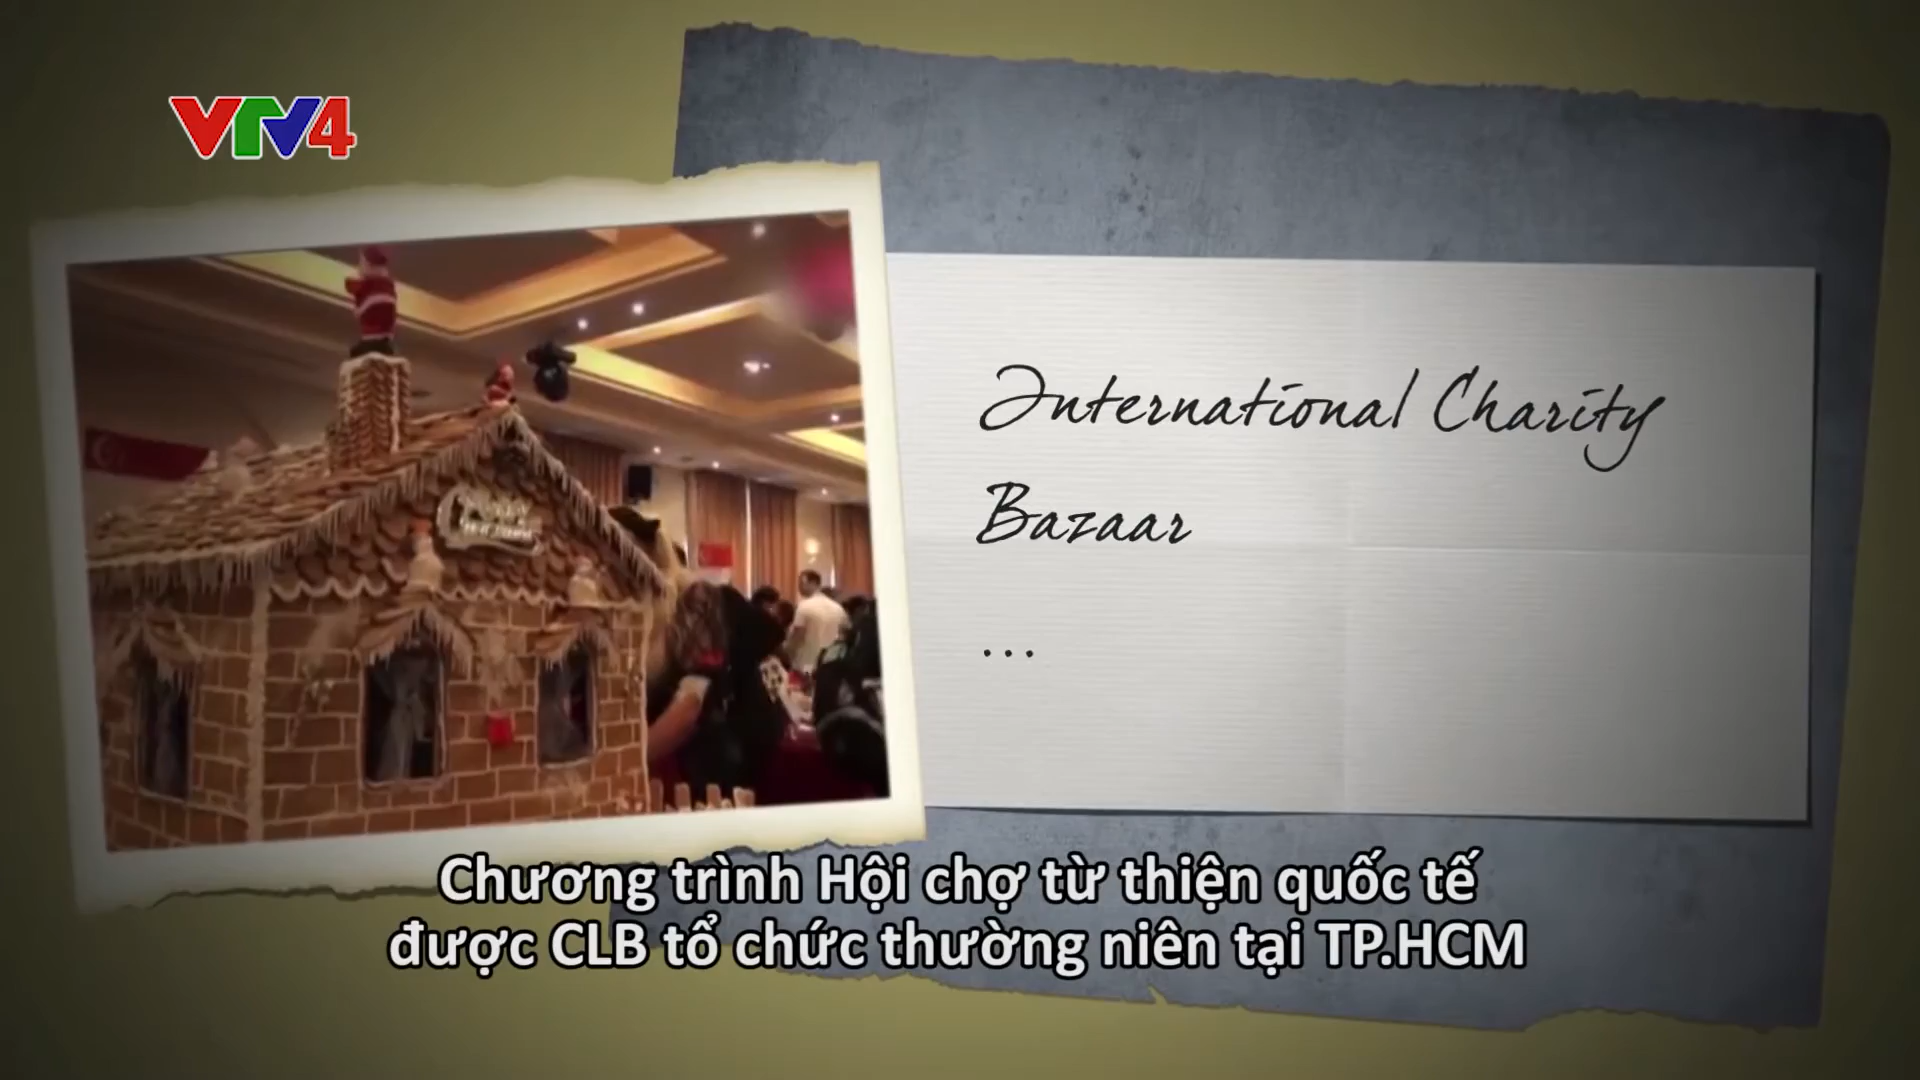 VTV4
International Charity
Bazaar
...
Chương trình Hội chợ từ thiện quốc tế
được CLB tổ chức thường niên tại TP.HCM